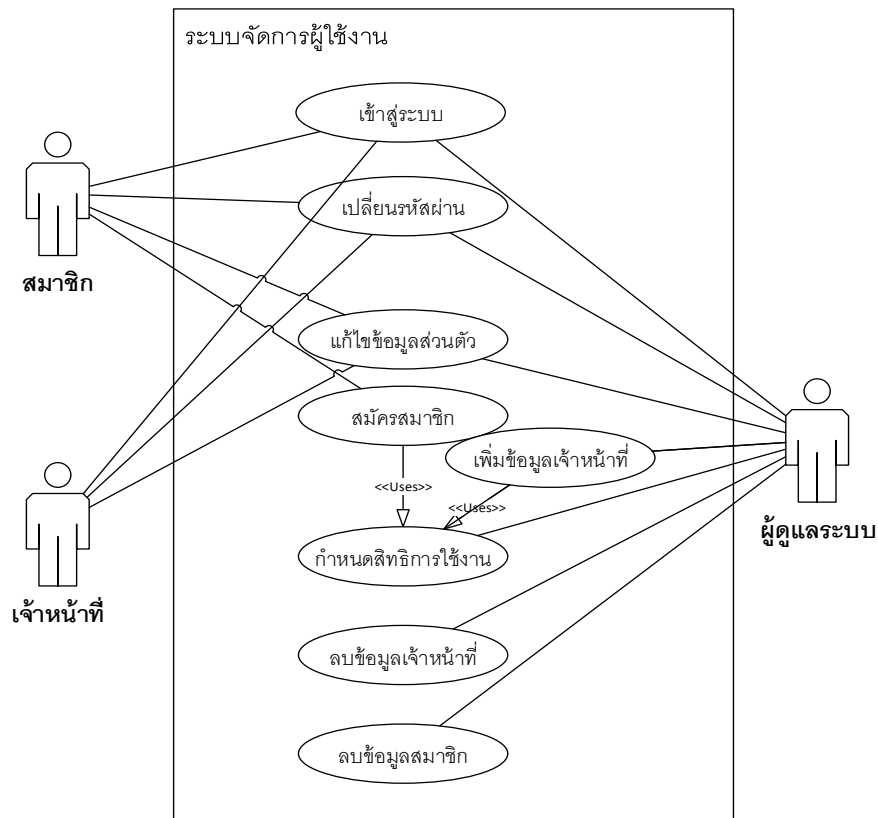 ระบบจัดการผู้ใช้งาน
เข้าสู่ระบบ
เปลี่ยนรหัสผ่าน
สมาชิก
แก้ไขข้อมูลส่วนตัว
สมัครสมาชิก
เพิ่มข้อมูลเจ้าหน้าที่
<<Uses>>
<<Uses>>
ผู้ดูแลระบบ
กำหนดสิทธิการใช้งาน
เจ้าหน้าที่
ลบข้อมูลเจ้าหน้าที่
ลบข้อมูลสมาชิก